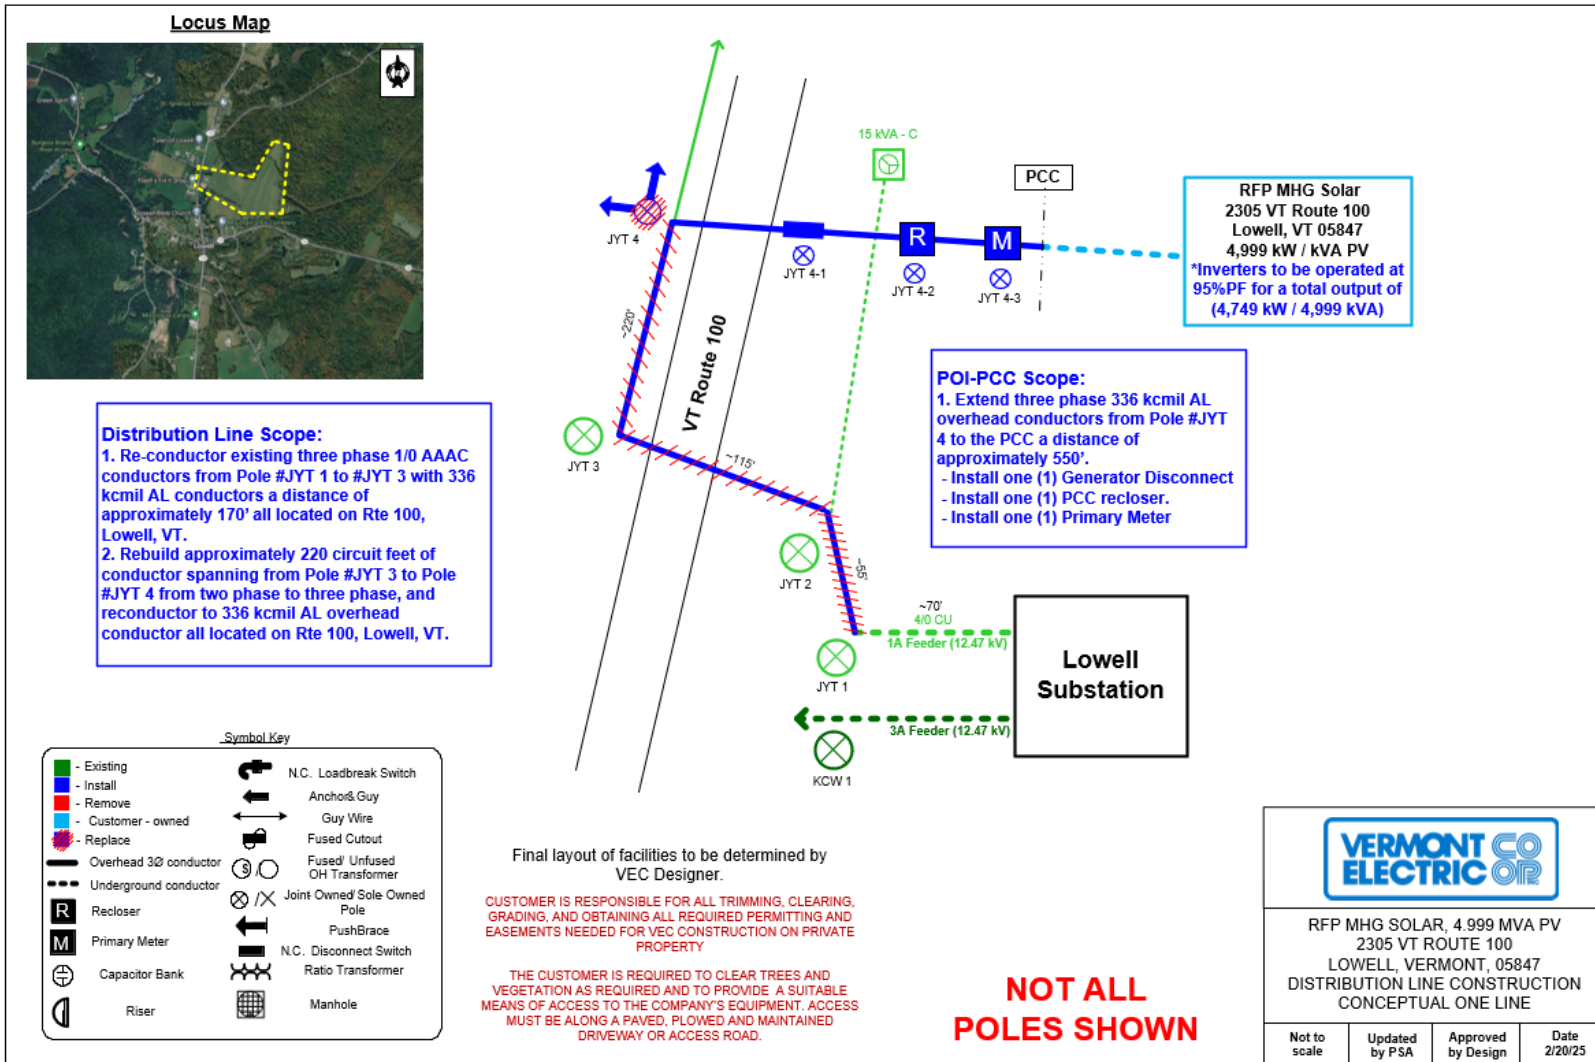 Locus Map
Green Spirit
St. Ignatius Cemetery
Town of Lowell
Lowell
JYT 4
15 kVA - C
PCC
JYT 4-1
R
JYT 4-2
M
JYT 4-3
RFP MHG Solar
2305 VT Route 100
Lowell, VT 05847
4,999 kW / kVA PV
*Inverters to be operated at
95%PF for a total output of
(4,749 kW / 4,999 kVA)
~220'
VT Route 100
~115'
JYT 3
JYT 2
~55'
JYT 1
~70'
4/0 CU
1A Feeder (12.47 kV)
3A Feeder (12.47 kV)
KCW 1
Lowell
Substation
Distribution Line Scope:
1. Re-conductor existing three phase 1/0 AAAC
conductors from Pole #JYT 1 to #JYT 3 with 336
kcmil AL conductors a distance of
approximately 170' all located on Rte 100,
Lowell, VT.
2. Rebuild approximately 220 circuit feet of
conductor spanning from Pole #JYT 3 to Pole
#JYT 4 from two phase to three phase, and
reconductor to 336 kcmil AL overhead
conductor all located on Rte 100, Lowell, VT.
POI-PCC Scope:
1. Extend three phase 336 kcmil AL
overhead conductors from Pole #JYT
4 to the PCC a distance of
approximately 550'.
- Install one (1) Generator Disconnect
- Install one (1) PCC recloser.
- Install one (1) Primary Meter
Symbol Key
- Existing
- Install
- Remove
- Customer - owned
- Replace
Overhead 3Ø conductor
Underground conductor
R Recloser
M Primary Meter
Capacitor Bank
Riser
N.C. Loadbreak Switch
Anchor& Guy
Guy Wire
Fused Cutout
S / Fused/ Unfused
OH Transformer
/ Joint-Owned/ Sole Owned
Pole
PushBrace
N.C. Disconnect Switch
Ratio Transformer
Manhole
Final layout of facilities to be determined by
VEC Designer.
CUSTOMER IS RESPONSIBLE FOR ALL TRIMMING, CLEARING,
GRADING, AND OBTAINING ALL REQUIRED PERMITTING AND
EASEMENTS NEEDED FOR VEC CONSTRUCTION ON PRIVATE
PROPERTY
THE CUSTOMER IS REQUIRED TO CLEAR TREES AND
VEGETATION AS REQUIRED AND TO PROVIDE A SUITABLE
MEANS OF ACCESS TO THE COMPANY'S EQUIPMENT. ACCESS
MUST BE ALONG A PAVED, PLOWED AND MAINTAINED
DRIVEWAY OR ACCESS ROAD.
NOT ALL
POLES SHOWN
VERMONT CO
ELECTRIC OP INC
RFP MHG SOLAR, 4.999 MVA PV
2305 VT ROUTE 100
LOWELL, VERMONT, 05847
DISTRIBUTION LINE CONSTRUCTION
CONCEPTUAL ONE LINE
Not to
scale
Updated
by PSA
Approved
by Design
Date
2/20/25